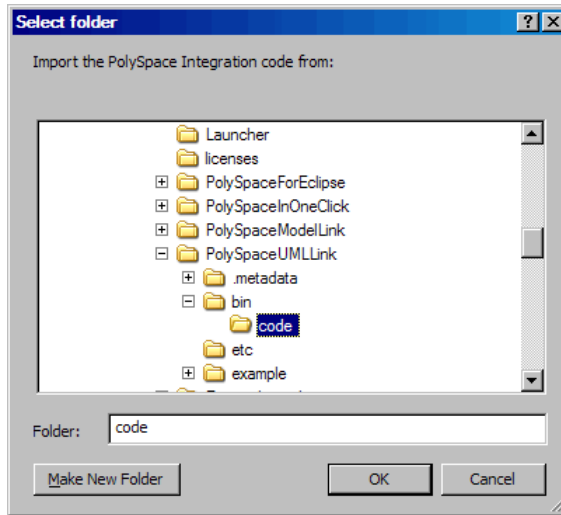 Select folder
Import the PolySpace Integration code from:
Launcher
licenses
PolySpaceForEclipse
PolySpaceInOneClick
PolySpaceModelLink
PolySpaceUMLLink
.metadata
bin
code
etc
example
Folder: code
Make New Folder OK Cancel